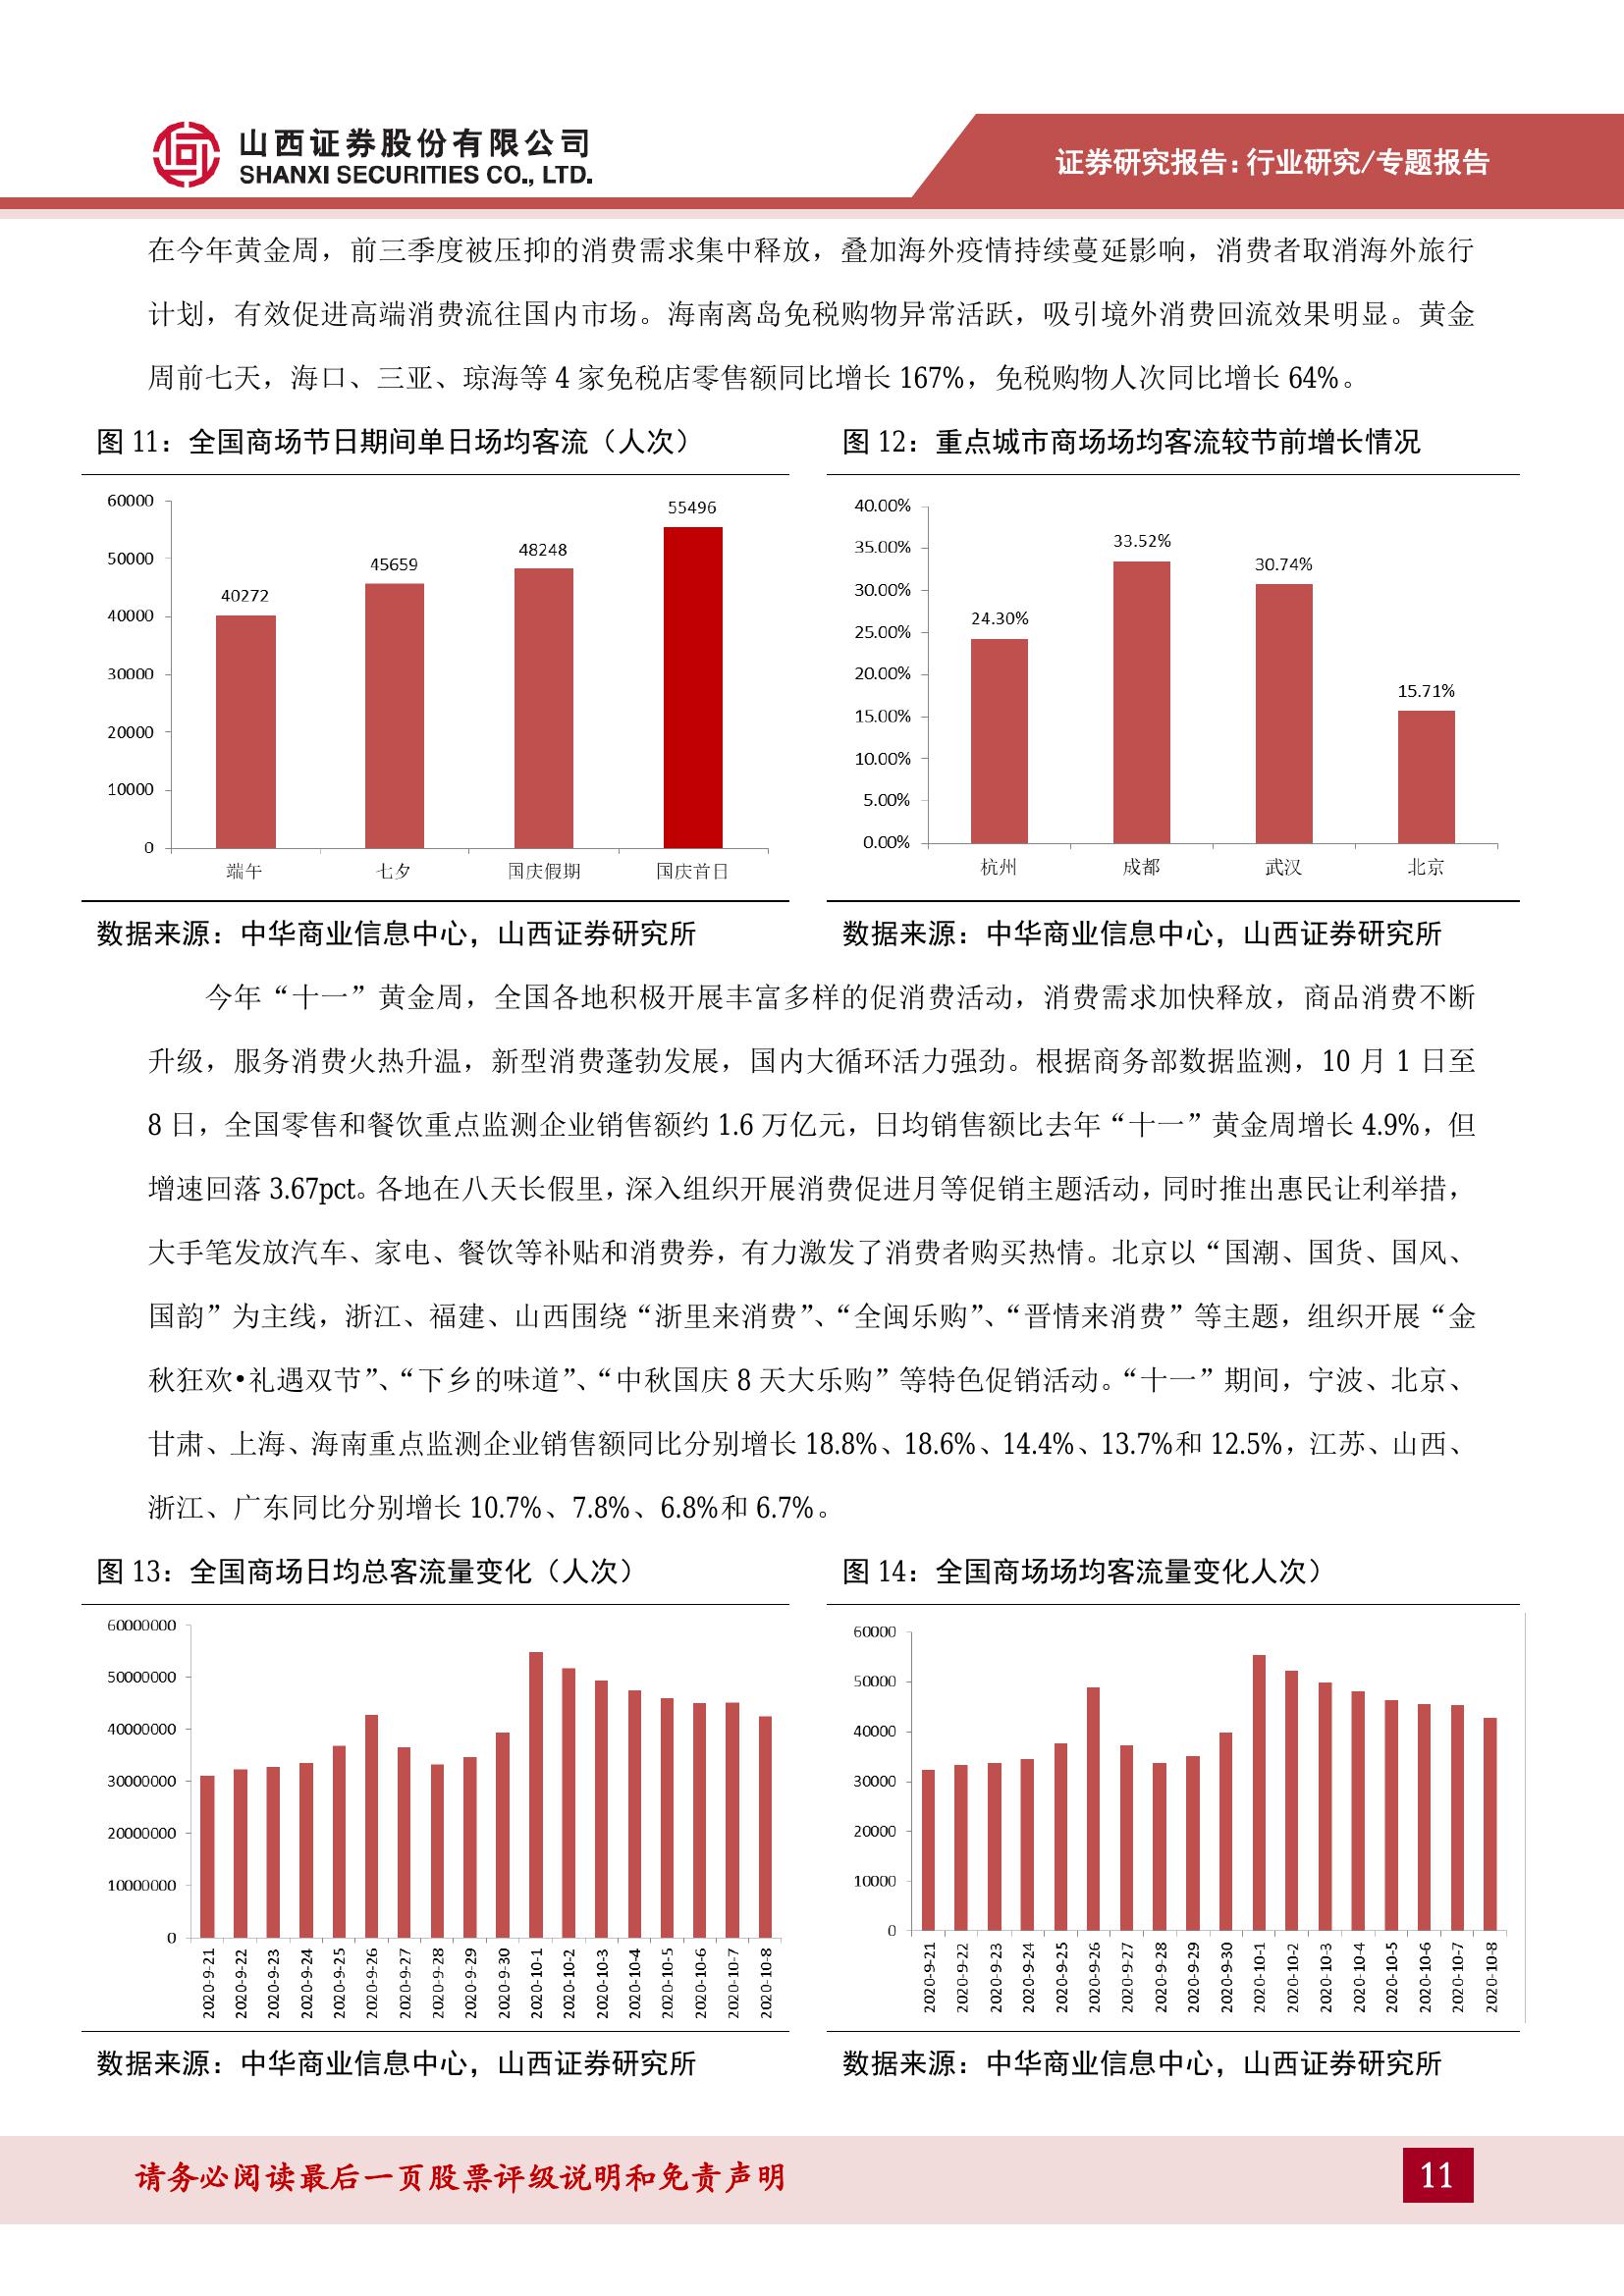 山西证券股份有限公司
SHANXI SECURITIES CO., LTD.
证券研究报告：行业研究/专题报告
在今年黄金周，前三季度被压抑的消费需求集中释放，叠加海外疫情持续蔓延影响，消费者取消海外旅行
计划，有效促进高端消费流往国内市场。海南离岛免税购物异常活跃，吸引境外消费回流效果明显。黄金
周前七天，海口、三亚、琼海等 4 家免税店零售额同比增长 167%，免税购物人次同比增长 64%。
图 11：全国商场节日期间单日场均客流（人次）
60000
50000
40000
30000
20000
10000
0
40272
45659
48248
55496
端午
七夕
国庆假期
国庆首日
数据来源：中华商业信息中心，山西证券研究所
图 12：重点城市商场场均客流较节前增长情况
40.00%
35.00%
30.00%
25.00%
20.00%
15.00%
10.00%
5.00%
0.00%
24.30%
33.52%
30.74%
15.71%
杭州
成都
武汉
北京
数据来源：中华商业信息中心，山西证券研究所
今年“十一”黄金周，全国各地积极开展丰富多样的促消费活动，消费需求加快释放，商品消费不断
升级，服务消费火热升温，新型消费蓬勃发展，国内大循环活力强劲。根据商务部数据监测，10 月 1 日至
8 日，全国零售和餐饮重点监测企业销售额约 1.6 万亿元，日均销售额比去年“十一”黄金周增长 4.9%，但
增速回落 3.67pct。各地在八天长假里，深入组织开展消费促进月等促销主题活动，同时推出惠民让利举措，
大手笔发放汽车、家电、餐饮等补贴和消费券，有力激发了消费者购买热情。北京以“国潮、国货、国风、
国韵”为主线，浙江、福建、山西围绕“浙里来消费”、“全闽乐购”、“晋情来消费”等主题，组织开展“金
秋狂欢•礼遇双节”、“下乡的味道”、“中秋国庆 8 天大乐购”等特色促销活动。“十一”期间，宁波、北京、
甘肃、上海、海南重点监测企业销售额同比分别增长 18.8%、18.6%、14.4%、13.7%和 12.5%，江苏、山西、
浙江、广东同比分别增长 10.7%、7.8%、6.8%和 6.7%。
图 13：全国商场日均总客流量变化（人次）
60000000
50000000
40000000
30000000
20000000
10000000
0
2020-9-21
2020-9-22
2020-9-23
2020-9-24
2020-9-25
2020-9-26
2020-9-27
2020-9-28
2020-9-29
2020-9-30
2020-10-1
2020-10-2
2020-10-3
2020-10-4
2020-10-5
2020-10-6
2020-10-7
2020-10-8
数据来源：中华商业信息中心，山西证券研究所
图 14：全国商场场均客流量变化人次）
60000
50000
40000
30000
20000
10000
0
2020-9-21
2020-9-22
2020-9-23
2020-9-24
2020-9-25
2020-9-26
2020-9-27
2020-9-28
2020-9-29
2020-9-30
2020-10-1
2020-10-2
2020-10-3
2020-10-4
2020-10-5
2020-10-6
2020-10-7
2020-10-8
数据来源：中华商业信息中心，山西证券研究所
请务必阅读最后一页股票评级说明和免责声明
11